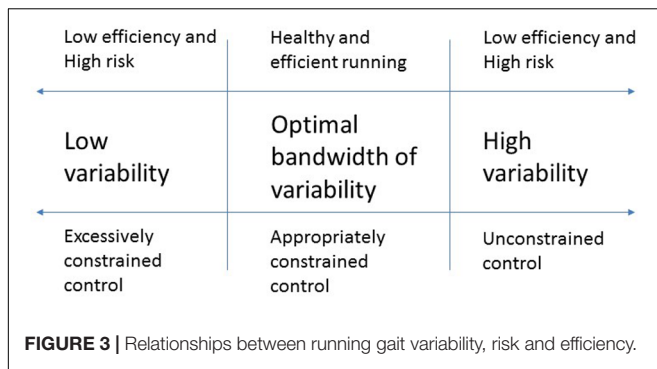 Low efficiency and
High risk
Healthy and
efficient running
Low efficiency and
High risk
Low
variability
Optimal
bandwidth of
variability
High
variability
Excessively
constrained
control
Appropriately
constrained
control
Unconstrained
control
FIGURE 3 | Relationships between running gait variability, risk and efficiency.